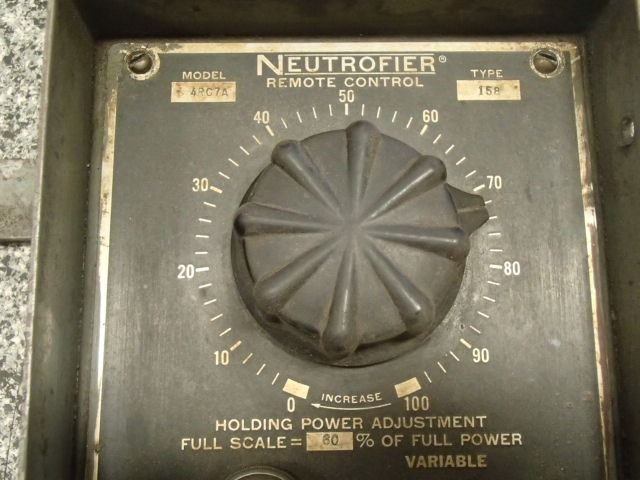 NEUTROFIER®
REMOTE CONTROL
MODEL
4RC7A
TYPE
158
0
10
20
30
40
50
60
70
80
90
100
INCREASE
HOLDING POWER ADJUSTMENT
FULL SCALE = 60 % OF FULL POWER
VARIABLE